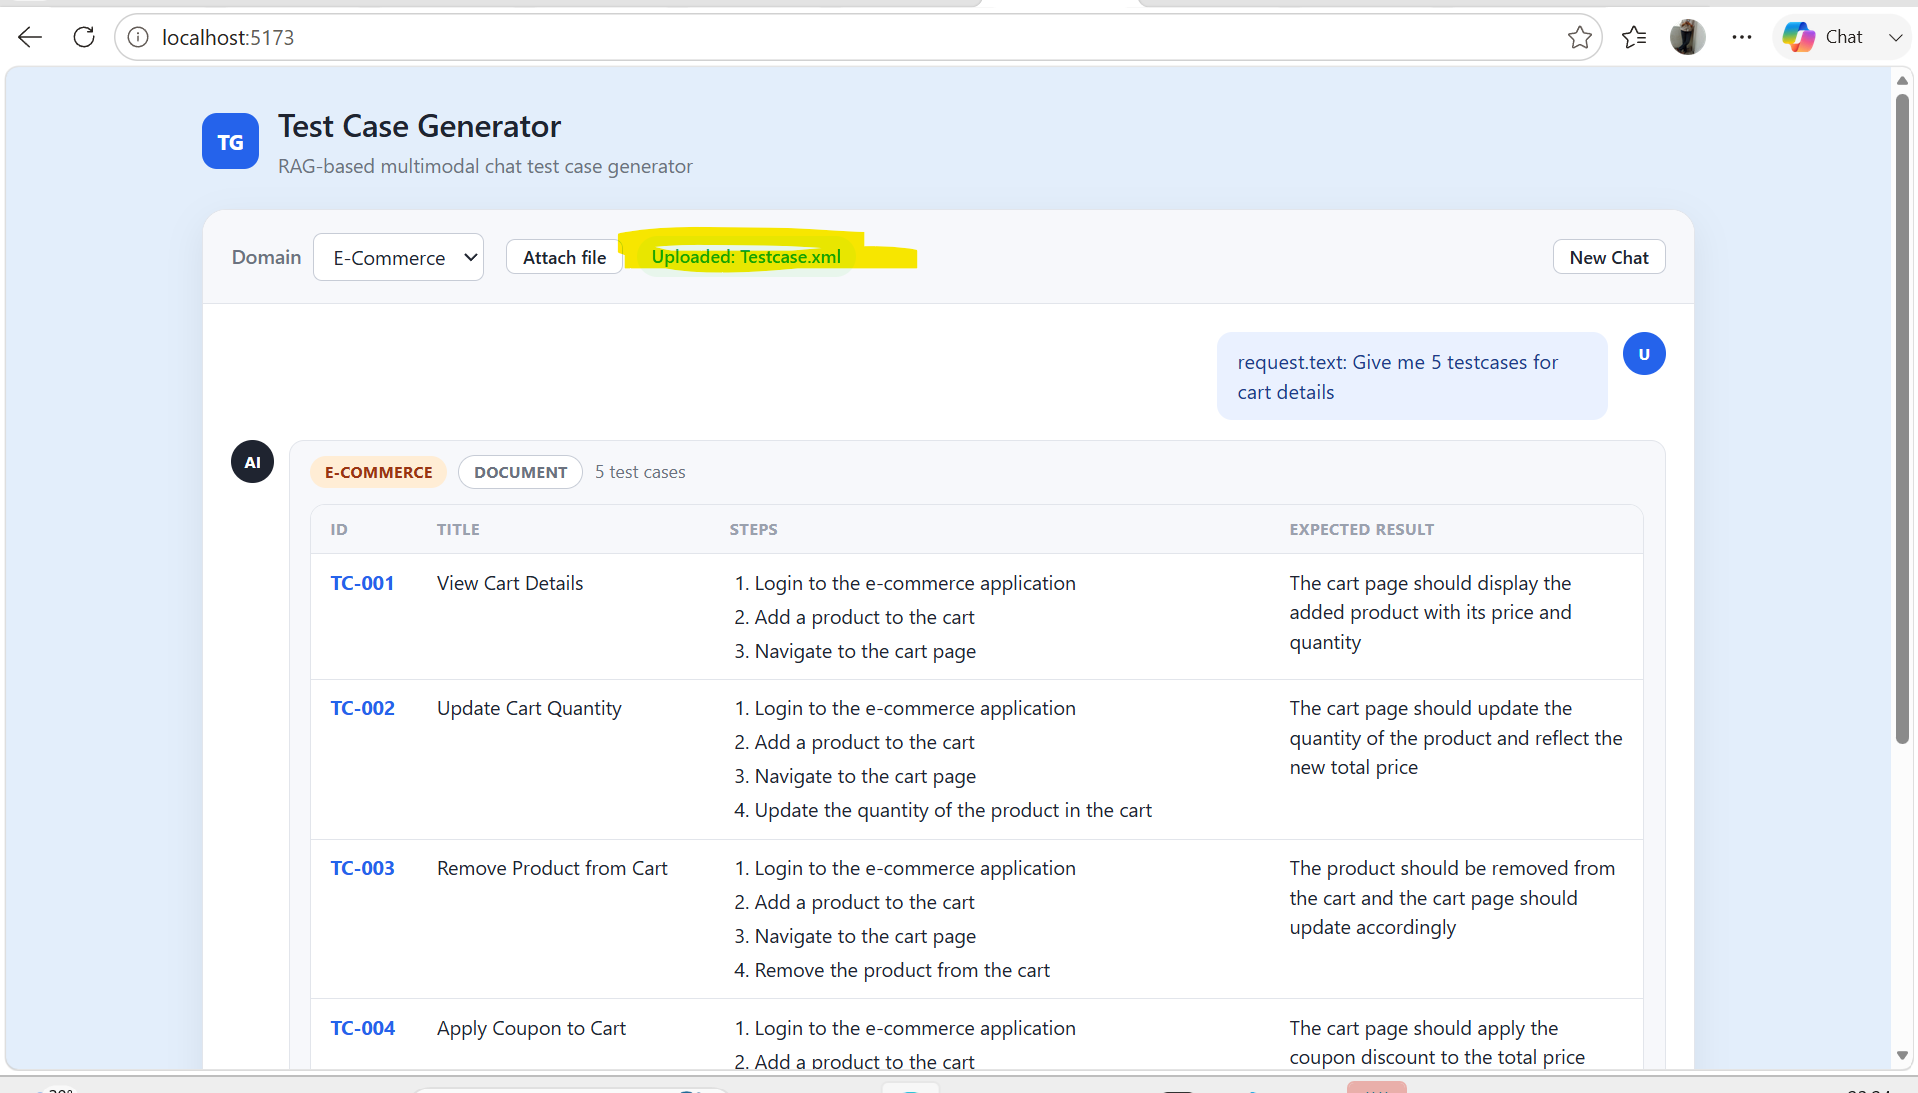 localhost:5173
Chat
TG
Test Case Generator
RAG-based multimodal chat test case generator
Domain
E-Commerce
Attach file
Uploaded: Testcase.xml
New Chat
request.text: Give me 5 testcases for
cart details
U
AI
E-COMMERCE
DOCUMENT
5 test cases
ID
TITLE
STEPS
EXPECTED RESULT
TC-001
View Cart Details
1. Login to the e-commerce application
2. Add a product to the cart
3. Navigate to the cart page
The cart page should display the
added product with its price and
quantity
TC-002
Update Cart Quantity
1. Login to the e-commerce application
2. Add a product to the cart
3. Navigate to the cart page
4. Update the quantity of the product in the cart
The cart page should update the
quantity of the product and reflect the
new total price
TC-003
Remove Product from Cart
1. Login to the e-commerce application
2. Add a product to the cart
3. Navigate to the cart page
4. Remove the product from the cart
The product should be removed from
the cart and the cart page should
update accordingly
TC-004
Apply Coupon to Cart
1. Login to the e-commerce application
2. Add a product to the cart
The cart page should apply the
coupon discount to the total price